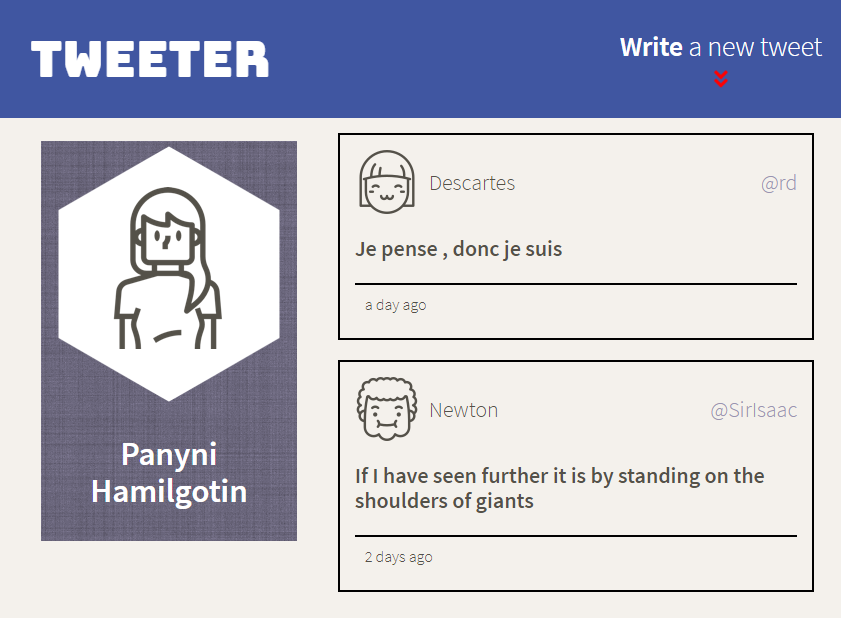 TWEETER
Write a new tweet
Panyni
Hamilgotin
Descartes
@rd
Je pense , donc je suis
a day ago
Newton
@SirIsaac
If I have seen further it is by standing on the
shoulders of giants
2 days ago